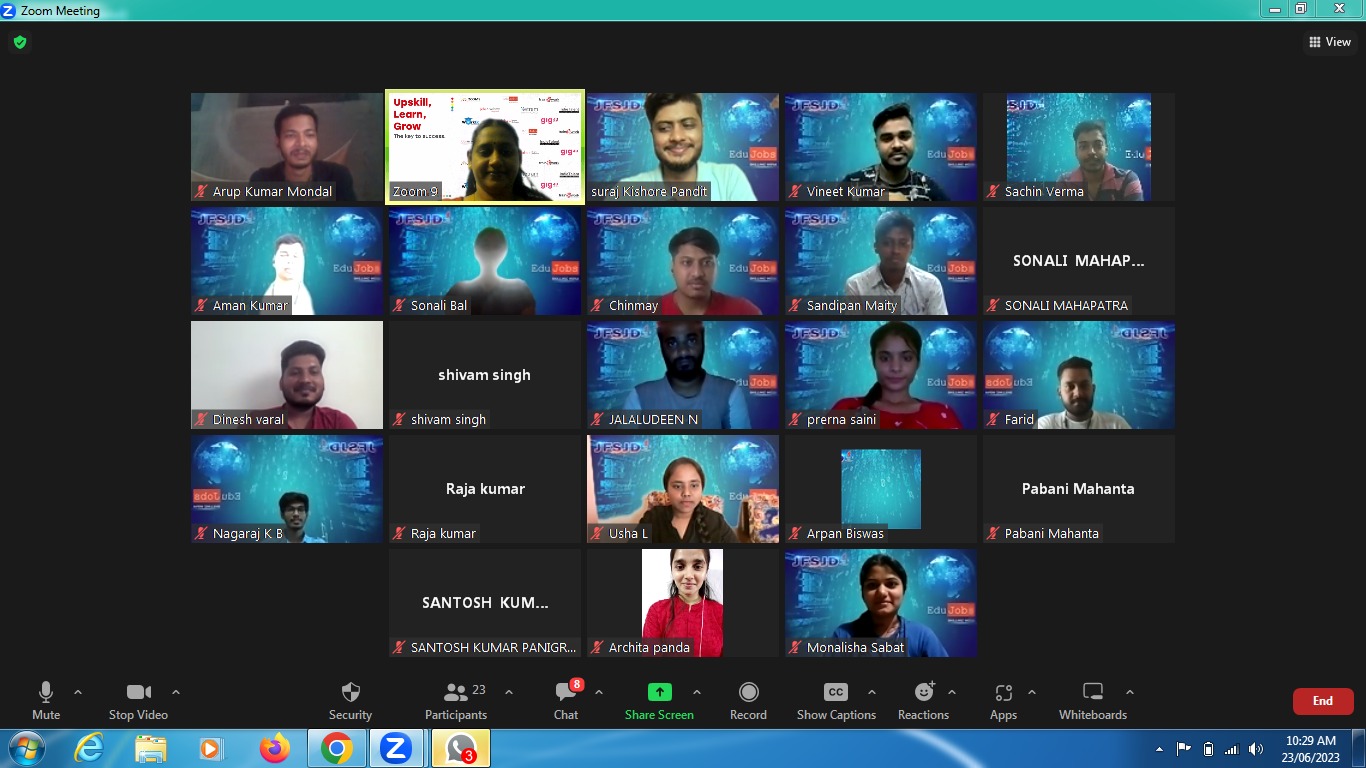 Zoom Meeting
View
Arup Kumar Mondal
Upskill,
Learn,
Grow
The key to success.
Zoom 9
JFSJD
EduJobs
suraj Kishore Pandit
JFSJD
EduJobs
Vineet Kumar
Sachin Verma
JFSJD
EduJobs
Aman Kumar
JFSJD
EduJobs
Sonali Bal
JFSJD
EduJobs
Chinmay
JFSJD
EduJobs
Sandipan Maity
SONALI MAHAP...
SONALI MAHAPATRA
Dinesh varal
shivam singh
shivam singh
JFSJD
JALALUDEEN N
JFSJD
EduJobs
prerna saini
JFSJD
EduJobs
Farid
JFSJD
EduJobs
Nagaraj K B
Raja kumar
Raja kumar
JFSJD
Usha L
Arpan Biswas
Pabani Mahanta
Pabani Mahanta
SANTOSH KUM...
SANTOSH KUMAR PANIGR...
Archita panda
JFSJD
EduJobs
Monalisha Sabat
Mute
Stop Video
Security
23
Participants
8
Chat
Share Screen
Record
CC
Show Captions
Reactions
Apps
Whiteboards
End
3
10:29 AM
23/06/2023